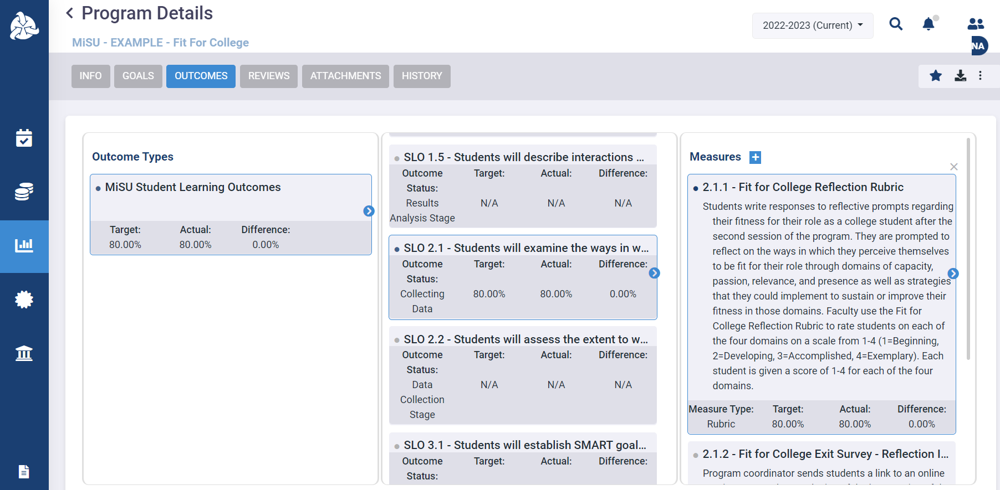 Program Details
MiSU - EXAMPLE - Fit For College
2022-2023 (Current)
NA
INFO
GOALS
OUTCOMES
REVIEWS
ATTACHMENTS
HISTORY
Outcome Types
MiSU Student Learning Outcomes
Target: Actual: Difference:
80.00% 80.00% 0.00%
SLO 1.5 - Students will describe interactions ...
Outcome Status: Target: Actual: Difference:
Results Analysis Stage N/A N/A N/A
SLO 2.1 - Students will examine the ways in w...
Outcome Status: Target: Actual: Difference:
Collecting Data 80.00% 80.00% 0.00%
SLO 2.2 - Students will assess the extent to w...
Outcome Status: Target: Actual: Difference:
Data Collection Stage N/A N/A N/A
SLO 3.1 - Students will establish SMART goal...
Outcome Status: Target: Actual: Difference:
Measures
2.1.1 - Fit for College Reflection Rubric
Students write responses to reflective prompts regarding
their fitness for their role as a college student after the
second session of the program. They are prompted to
reflect on the ways in which they perceive themselves
to be fit for their role through domains of capacity,
passion, relevance, and presence as well as strategies
that they could implement to sustain or improve their
fitness in those domains. Faculty use the Fit for
College Reflection Rubric to rate students on each of
the four domains on a scale from 1-4 (1=Beginning,
2=Developing, 3=Accomplished, 4=Exemplary). Each
student is given a score of 1-4 for each of the four
domains.
Measure Type: Target: Actual: Difference:
Rubric 80.00% 80.00% 0.00%
2.1.2 - Fit for College Exit Survey - Reflection I...
Program coordinator sends students a link to an online